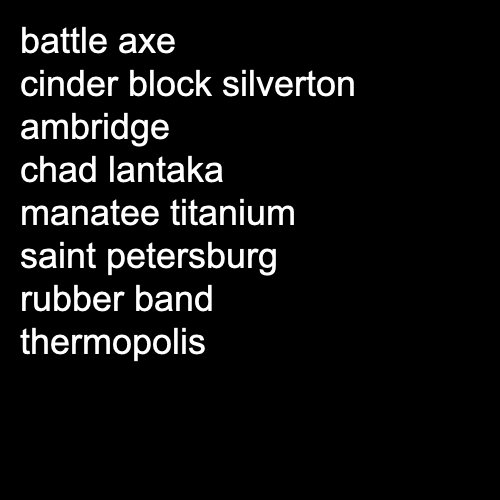 battle axe
cinder block silverton
ambridge
chad lantaka
manatee titanium
saint petersburg
rubber band
thermopolis